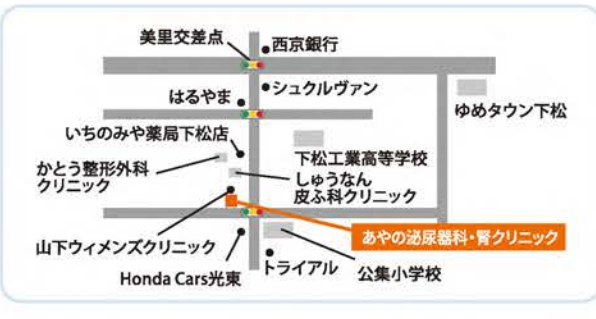 美里交差点
西京銀行
はるやま
シュクルヴァン
ゆめタウン下松
いちのみや薬局下松店
下松工業高等学校
かとう整形外科
クリニック
しゅうなん
皮ふ科クリニック
あやの泌尿器科・腎クリニック
山下ウィメンズクリニック
Honda Cars光東
トライアル
公集小学校